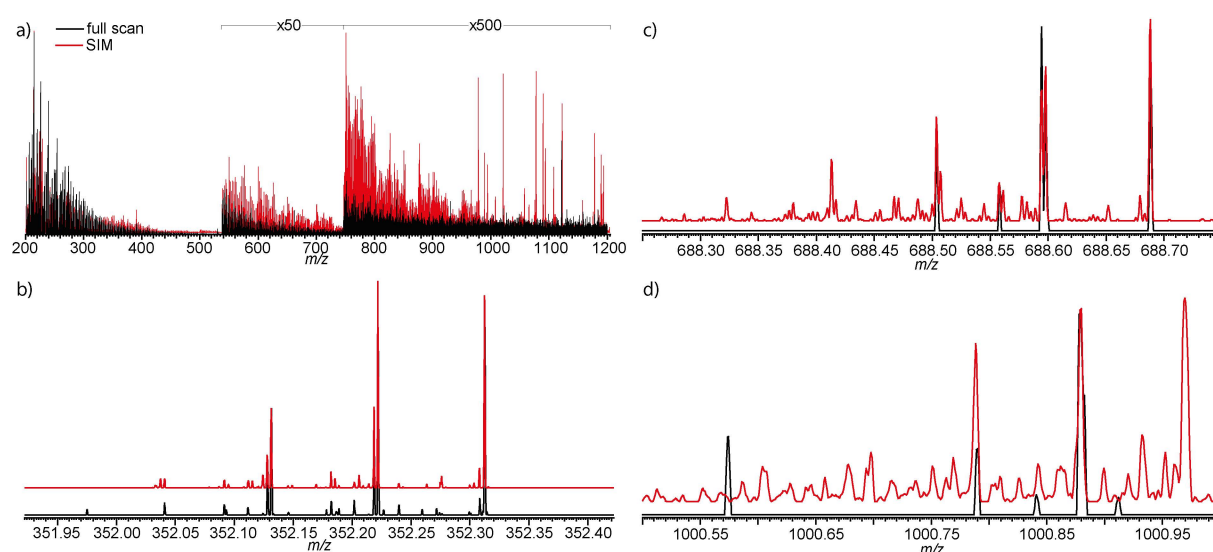 a)
full scan
SIM
x50
x500
200 300 400 500 600 700 800 900 1000 1100 1200
m/z
b)
351.95 352.00 352.05 352.10 352.15 352.20 352.25 352.30 352.35 352.40
m/z
c)
688.30 688.40 688.45 688.50 688.55 688.60 688.65 688.70
m/z
d)
1000.55 1000.65 1000.70 1000.75 1000.85 1000.95
m/z